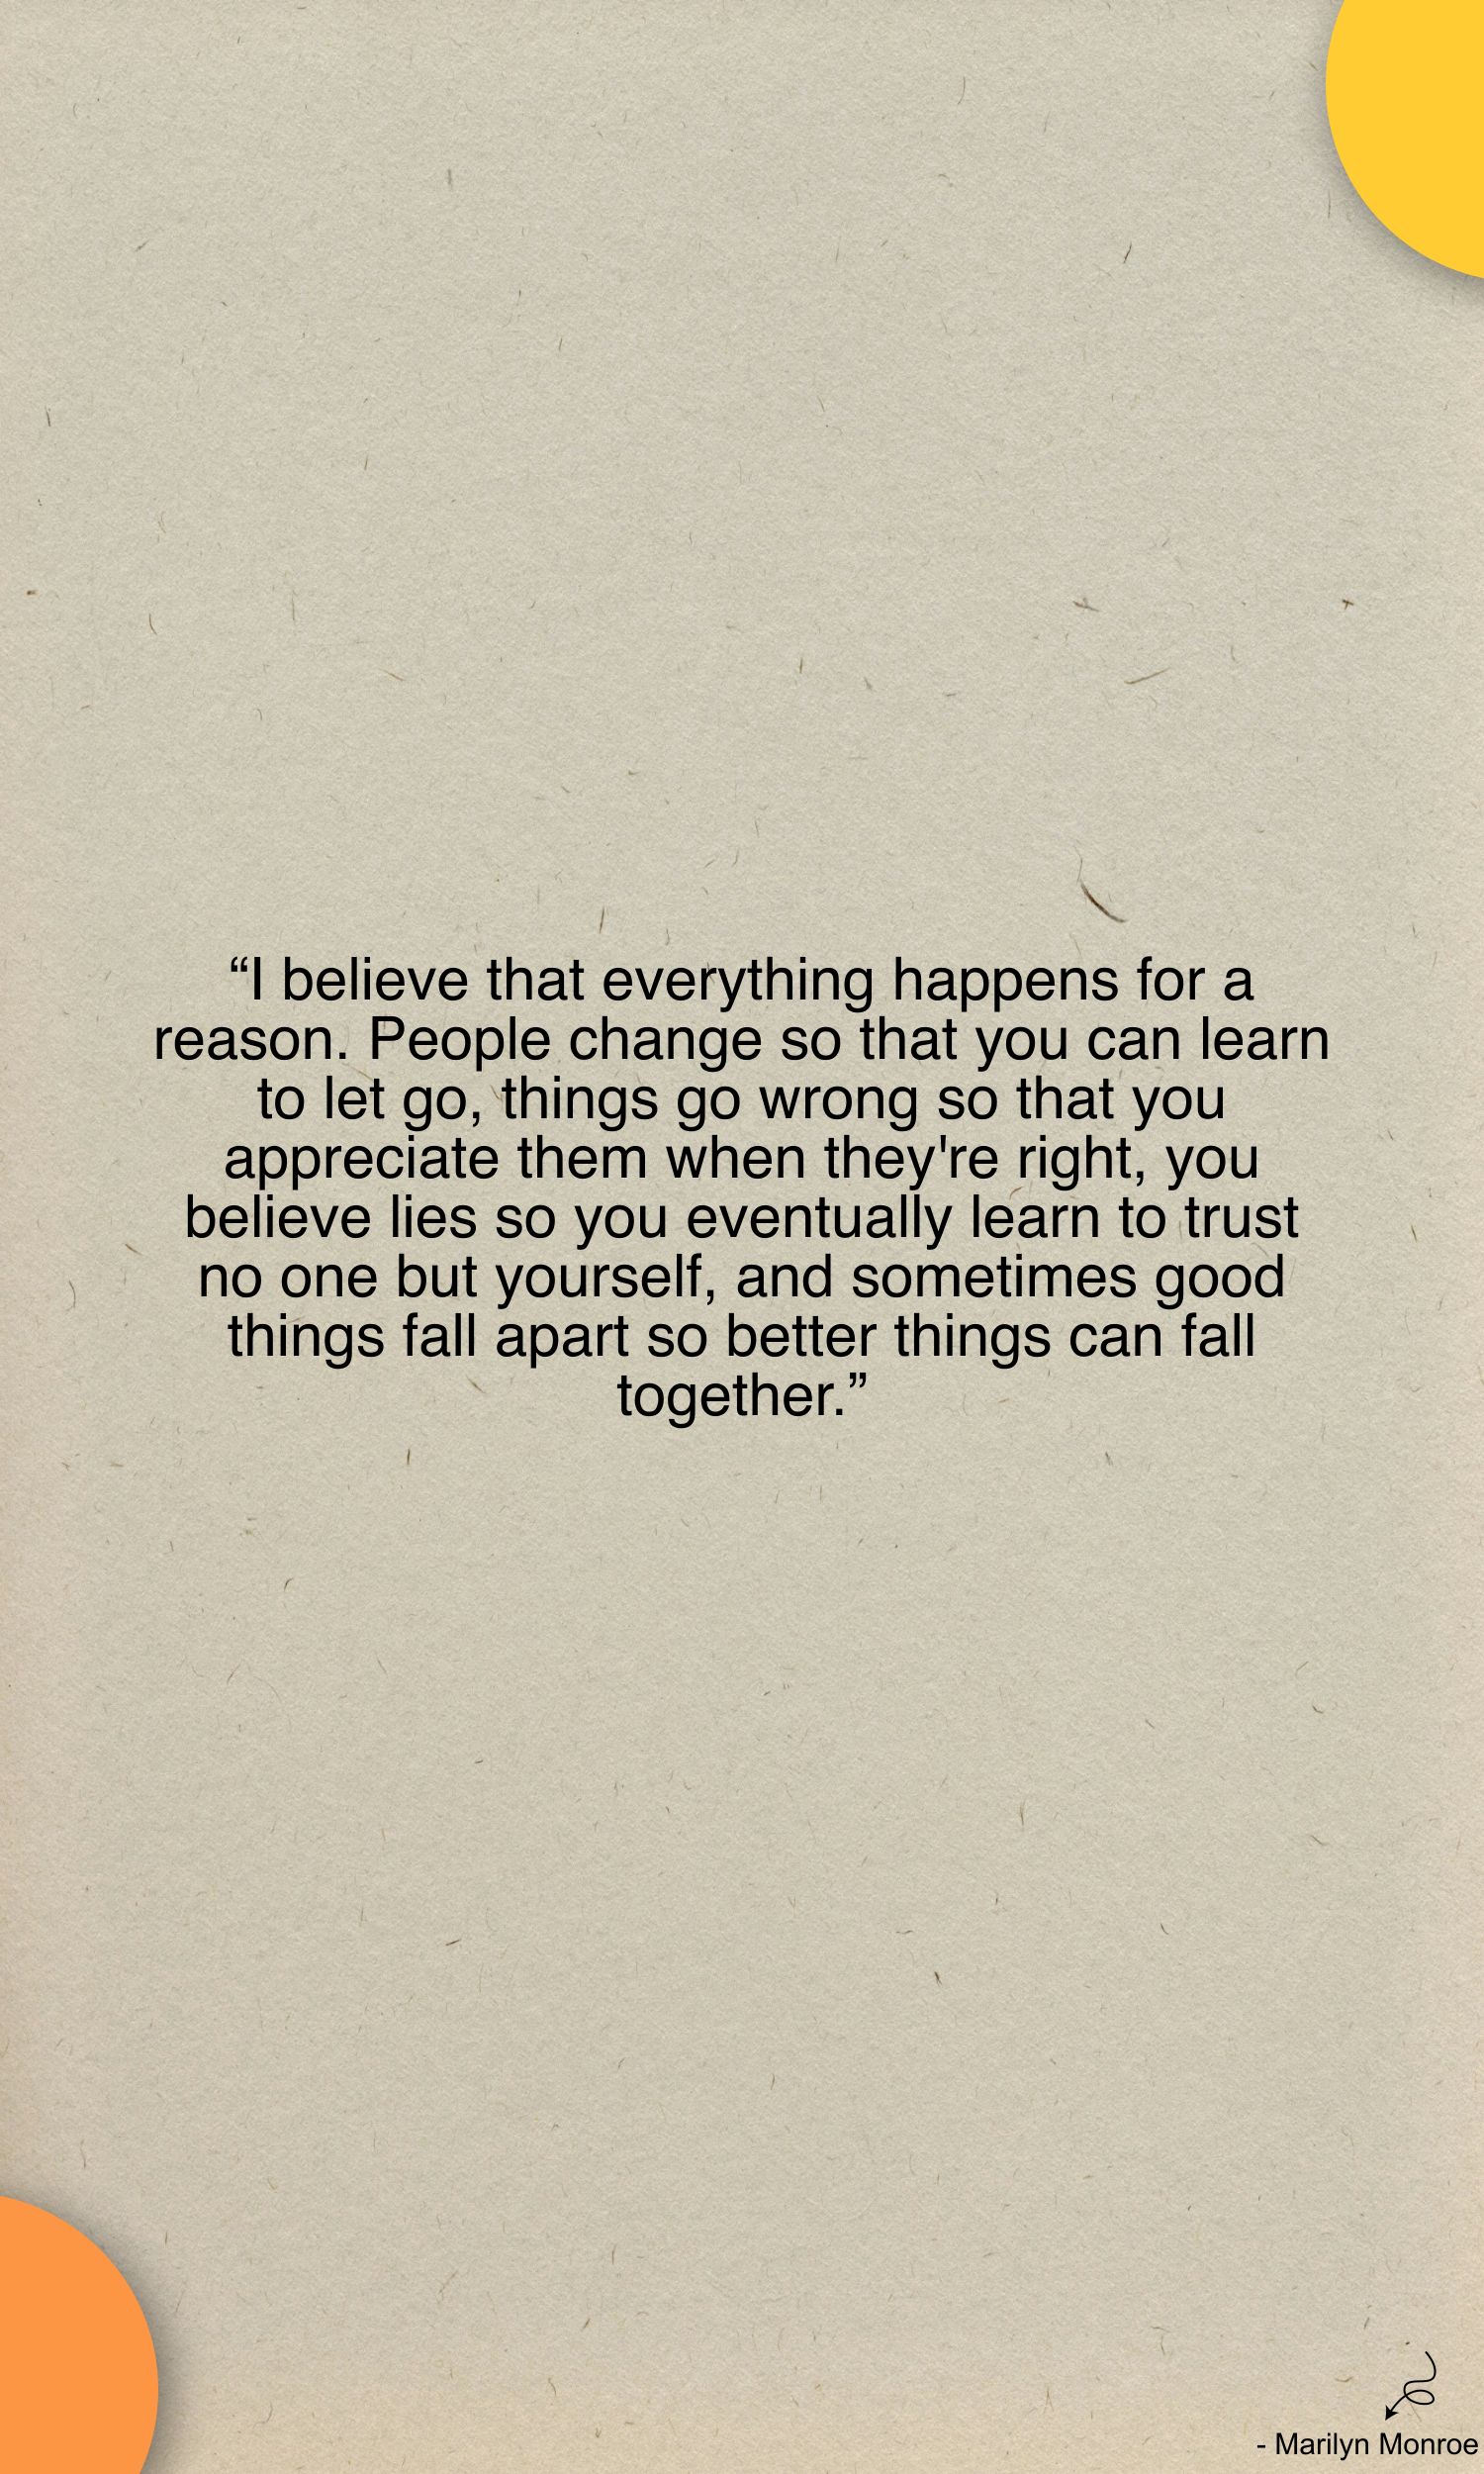 “I believe that everything happens for a
reason. People change so that you can learn
to let go, things go wrong so that you
appreciate them when they're right, you
believe lies so you eventually learn to trust
no one but yourself, and sometimes good
things fall apart so better things can fall
together.”
- Marilyn Monroe